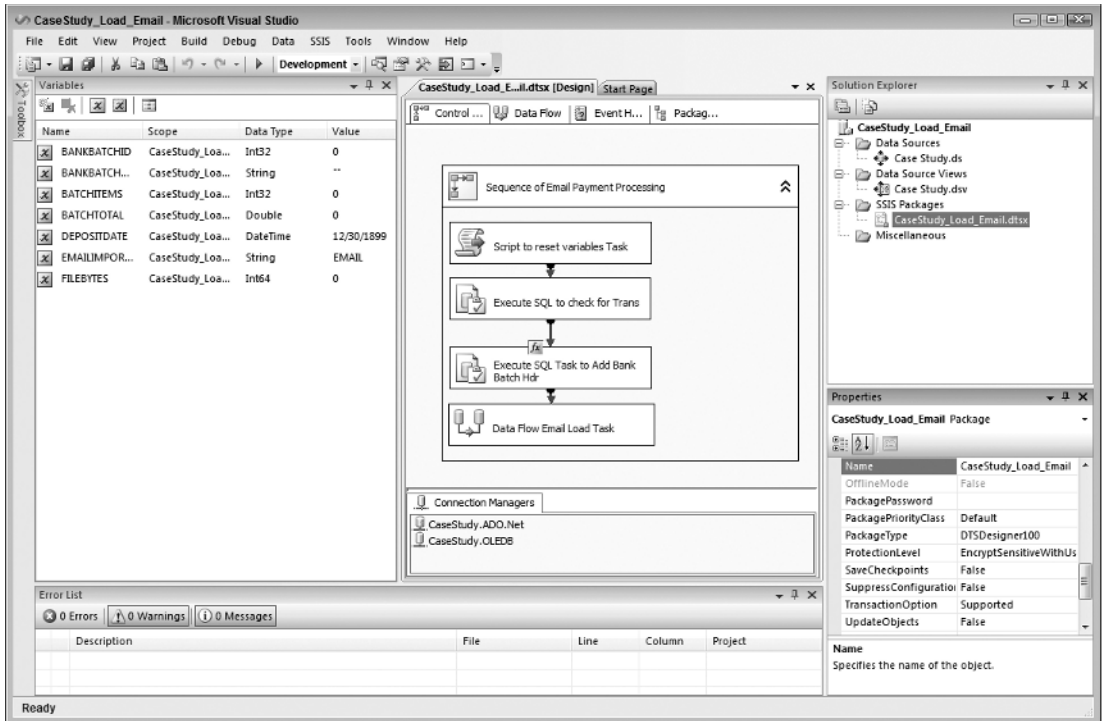 CaseStudy_Load_Email - Microsoft Visual Studio
File Edit View Project Build Debug Data SSIS Tools Window Help
Development
Toolbox
Variables
Name Scope Data Type Value
BANKBATCHID CaseStudy_Loa... Int32 0
BANKBATCH... CaseStudy_Loa... String ""
BATCHITEMS CaseStudy_Loa... Int32 0
BATCHTOTAL CaseStudy_Loa... Double 0
DEPOSITDATE CaseStudy_Loa... DateTime 12/30/1899
EMAILIMPOR... CaseStudy_Loa... String EMAIL
FILEBYTES CaseStudy_Loa... Int64 0
CaseStudy_Load_E...il.dtsx [Design] Start Page
Control ... Data Flow Event H... Packag...
Sequence of Email Payment Processing
Script to reset variables Task
Execute SQL to check for Trans
fx
Execute SQL Task to Add Bank
Batch Hdr
Data Flow Email Load Task
Connection Managers
CaseStudy.ADO.Net
CaseStudy.OLEDB
Solution Explorer
CaseStudy_Load_Email
Data Sources
Case Study.ds
Data Source Views
Case Study.dsv
SSIS Packages
CaseStudy_Load_Email.dtsx
Miscellaneous
Properties
CaseStudy_Load_Email Package
Name CaseStudy_Load_Email
OfflineMode False
PackagePassword
PackagePriorityClass Default
PackageType DTSDesigner100
ProtectionLevel EncryptSensitiveWithUs
SaveCheckpoints False
SuppressConfiguratio False
TransactionOption Supported
UpdateObjects False
Name
Specifies the name of the object.
Error List
0 Errors 0 Warnings 0 Messages
Description File Line Column Project
Ready